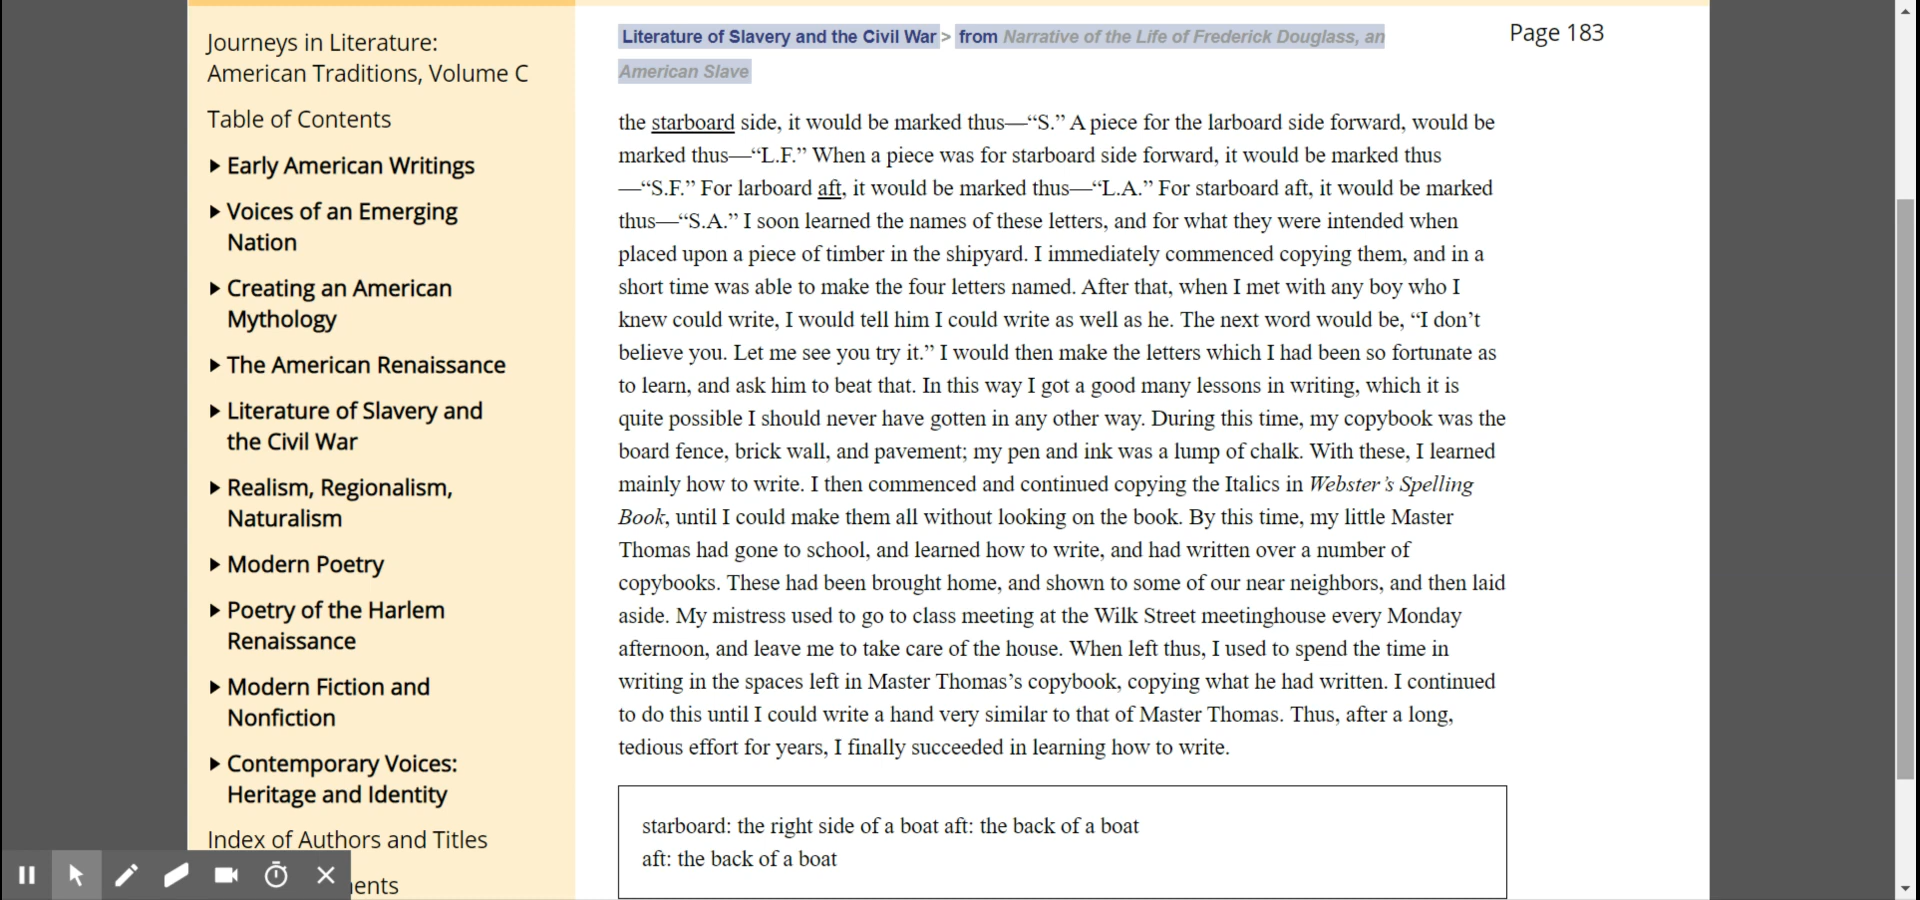 Journeys in Literature:
American Traditions, Volume C
Table of Contents
Early American Writings
Voices of an Emerging
Nation
Creating an American
Mythology
The American Renaissance
Literature of Slavery and
the Civil War
Realism, Regionalism,
Naturalism
Modern Poetry
Poetry of the Harlem
Renaissance
Modern Fiction and
Nonfiction
Contemporary Voices:
Heritage and Identity
Index of Authors and Titles
ents
Literature of Slavery and the Civil War > from Narrative of the Life of Frederick Douglass, an
American Slave
Page 183
the starboard side, it would be marked thus—“S.” A piece for the larboard side forward, would be
marked thus—“L.F.” When a piece was for starboard side forward, it would be marked thus
—“S.F.” For larboard aft, it would be marked thus—“L.A.” For starboard aft, it would be marked
thus—“S.A.” I soon learned the names of these letters, and for what they were intended when
placed upon a piece of timber in the shipyard. I immediately commenced copying them, and in a
short time was able to make the four letters named. After that, when I met with any boy who I
knew could write, I would tell him I could write as well as he. The next word would be, “I don’t
believe you. Let me see you try it.” I would then make the letters which I had been so fortunate as
to learn, and ask him to beat that. In this way I got a good many lessons in writing, which it is
quite possible I should never have gotten in any other way. During this time, my copybook was the
board fence, brick wall, and pavement; my pen and ink was a lump of chalk. With these, I learned
mainly how to write. I then commenced and continued copying the Italics in Webster’s Spelling
Book, until I could make them all without looking on the book. By this time, my little Master
Thomas had gone to school, and learned how to write, and had written over a number of
copybooks. These had been brought home, and shown to some of our near neighbors, and then laid
aside. My mistress used to go to class meeting at the Wilk Street meetinghouse every Monday
afternoon, and leave me to take care of the house. When left thus, I used to spend the time in
writing in the spaces left in Master Thomas’s copybook, copying what he had written. I continued
to do this until I could write a hand very similar to that of Master Thomas. Thus, after a long,
tedious effort for years, I finally succeeded in learning how to write.
starboard: the right side of a boat aft: the back of a boat
aft: the back of a boat